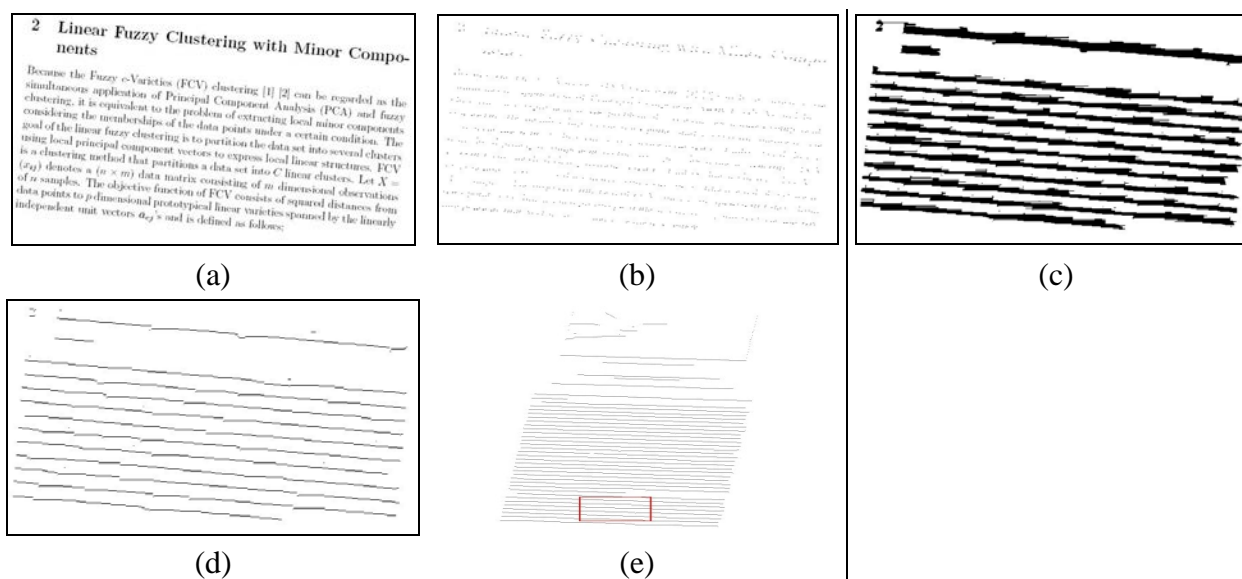 2 Linear Fuzzy Clustering with Minor Compo-
nents
Because the Fuzzy c-Varieties (FCV) clustering [1] [2] can be regarded as the
simultaneous application of Principal Component Analysis (PCA) and fuzzy
clustering, it is equivalent to the problem of extracting local minor components
considering the memberships of the data points under a certain condition. The
goal of the linear fuzzy clustering is to partition the data set into several clusters
using local principal component vectors to express local linear structures. FCV
is a clustering method that partitions a data set into C linear clusters. Let X =
(x_ij) denotes a (n × m) data matrix consisting of m dimensional observations
of n samples. The objective function of FCV consists of squared distances from
data points to p dimensional prototypical linear varieties spanned by the linearly
independent unit vectors a_cj's and is defined as follows:
(a)
(b)
2
(c)
(d)
(e)